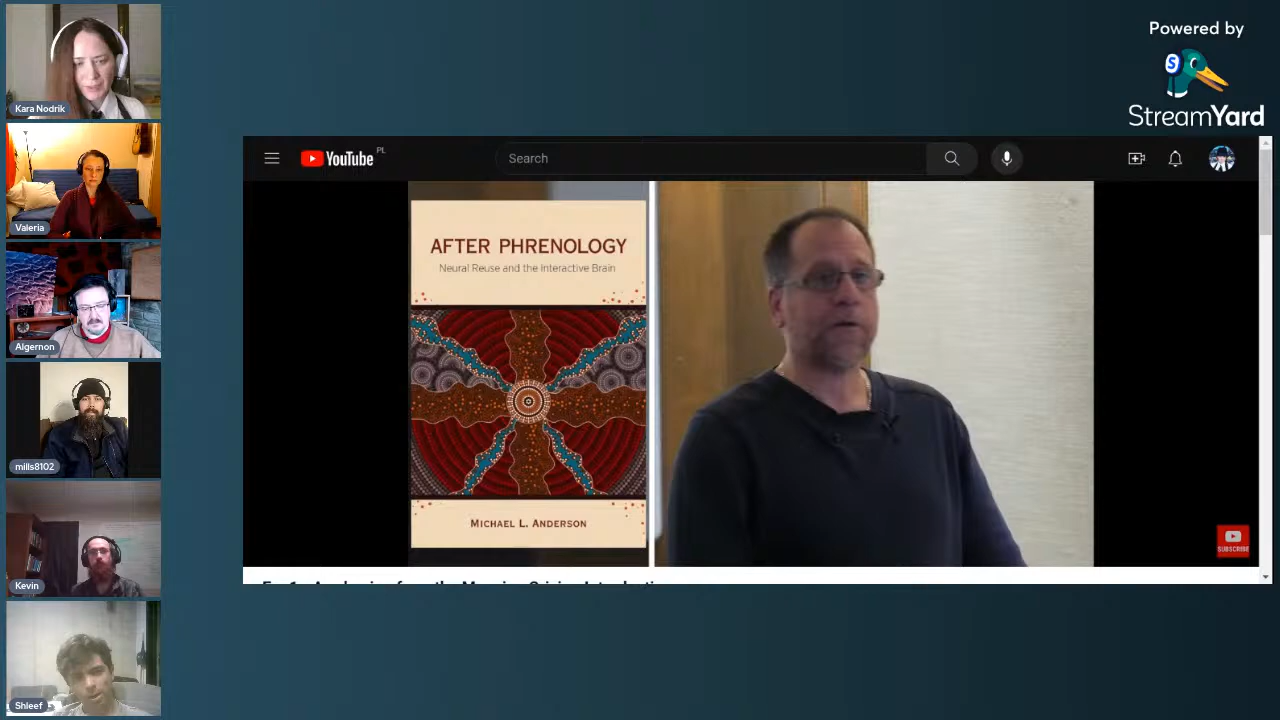 Kara Nodrik
Valeria
Algernon
mills8102
Kevin
Shleef
Powered by
StreamYard
YouTube PL
Search
AFTER PHRENOLOGY
Neural Reuse and the Interactive Brain
MICHAEL L. ANDERSON
SUBSCRIBE